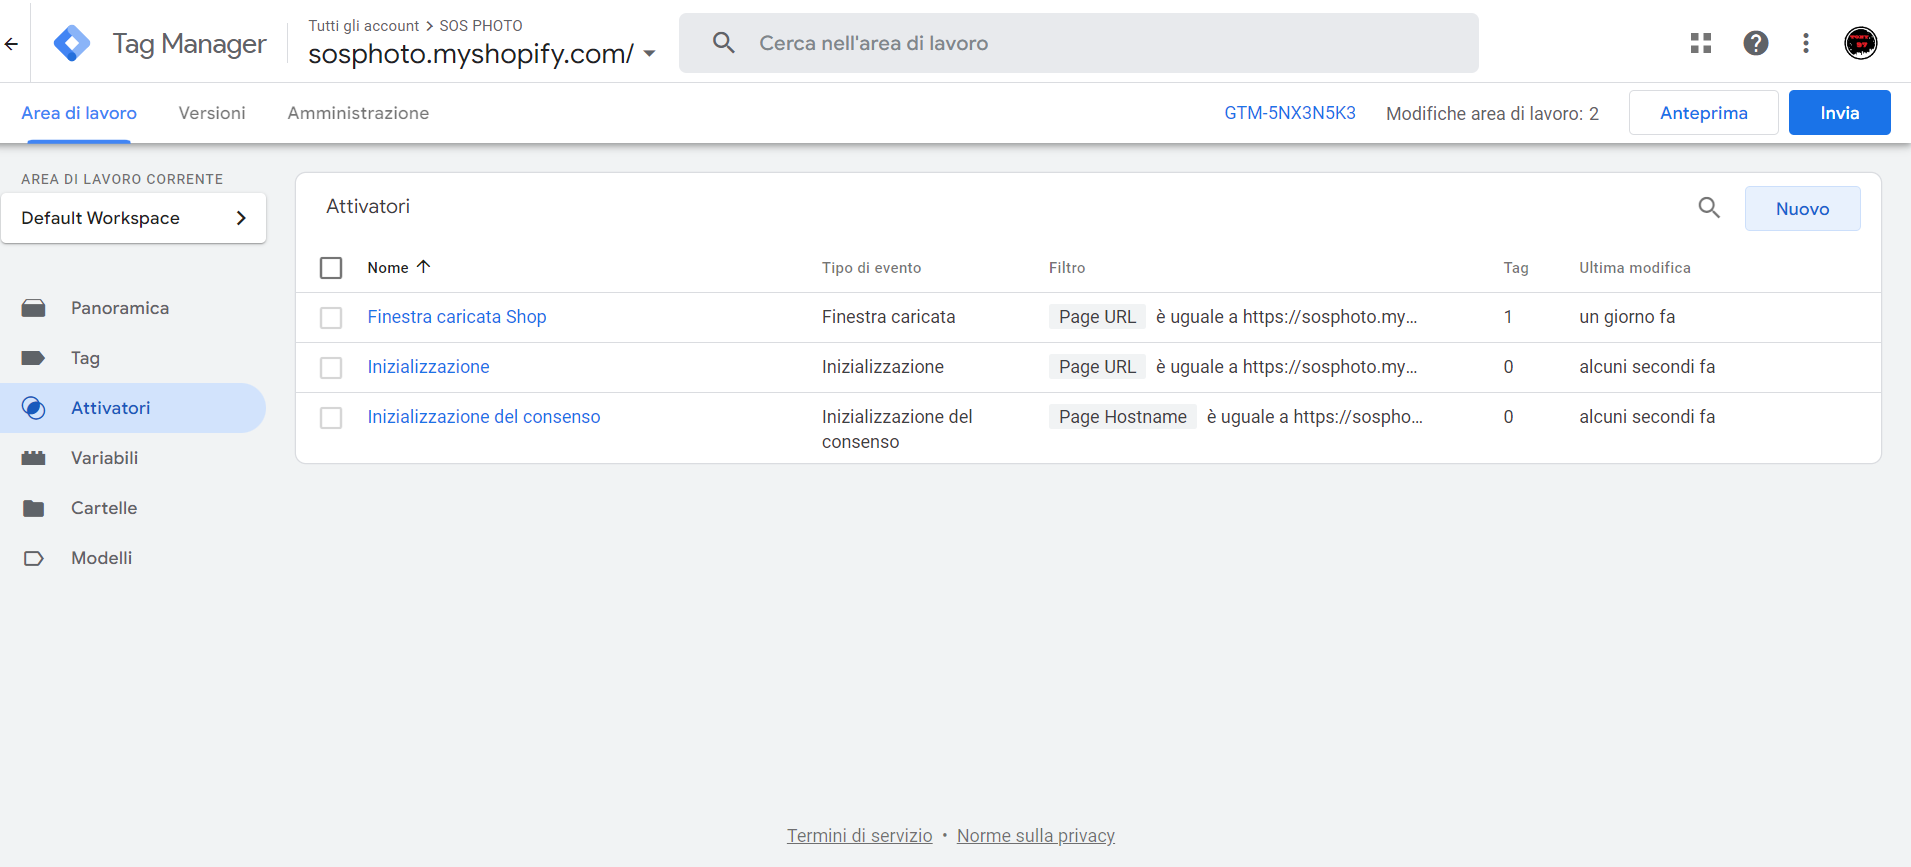 Tag Manager
Tutti gli account > SOS PHOTO
sosphoto.myshopify.com/
Cerca nell'area di lavoro
Area di lavoro
Versioni
Amministrazione
GTM-5NX3N5K3
Modifiche area di lavoro: 2
Anteprima
Invia
AREA DI LAVORO CORRENTE
Default Workspace
Panoramica
Tag
Attivatori
Variabili
Cartelle
Modelli
Attivatori
Nuovo
Nome Tipo di evento Filtro Tag Ultima modifica
Finestra caricata Shop Finestra caricata Page URL è uguale a https://sosphoto.my... 1 un giorno fa
Inizializzazione Inizializzazione Page URL è uguale a https://sosphoto.my... 0 alcuni secondi fa
Inizializzazione del consenso Inizializzazione del Page Hostname è uguale a https://sospho... 0 alcuni secondi fa
consenso
Termini di servizio • Norme sulla privacy